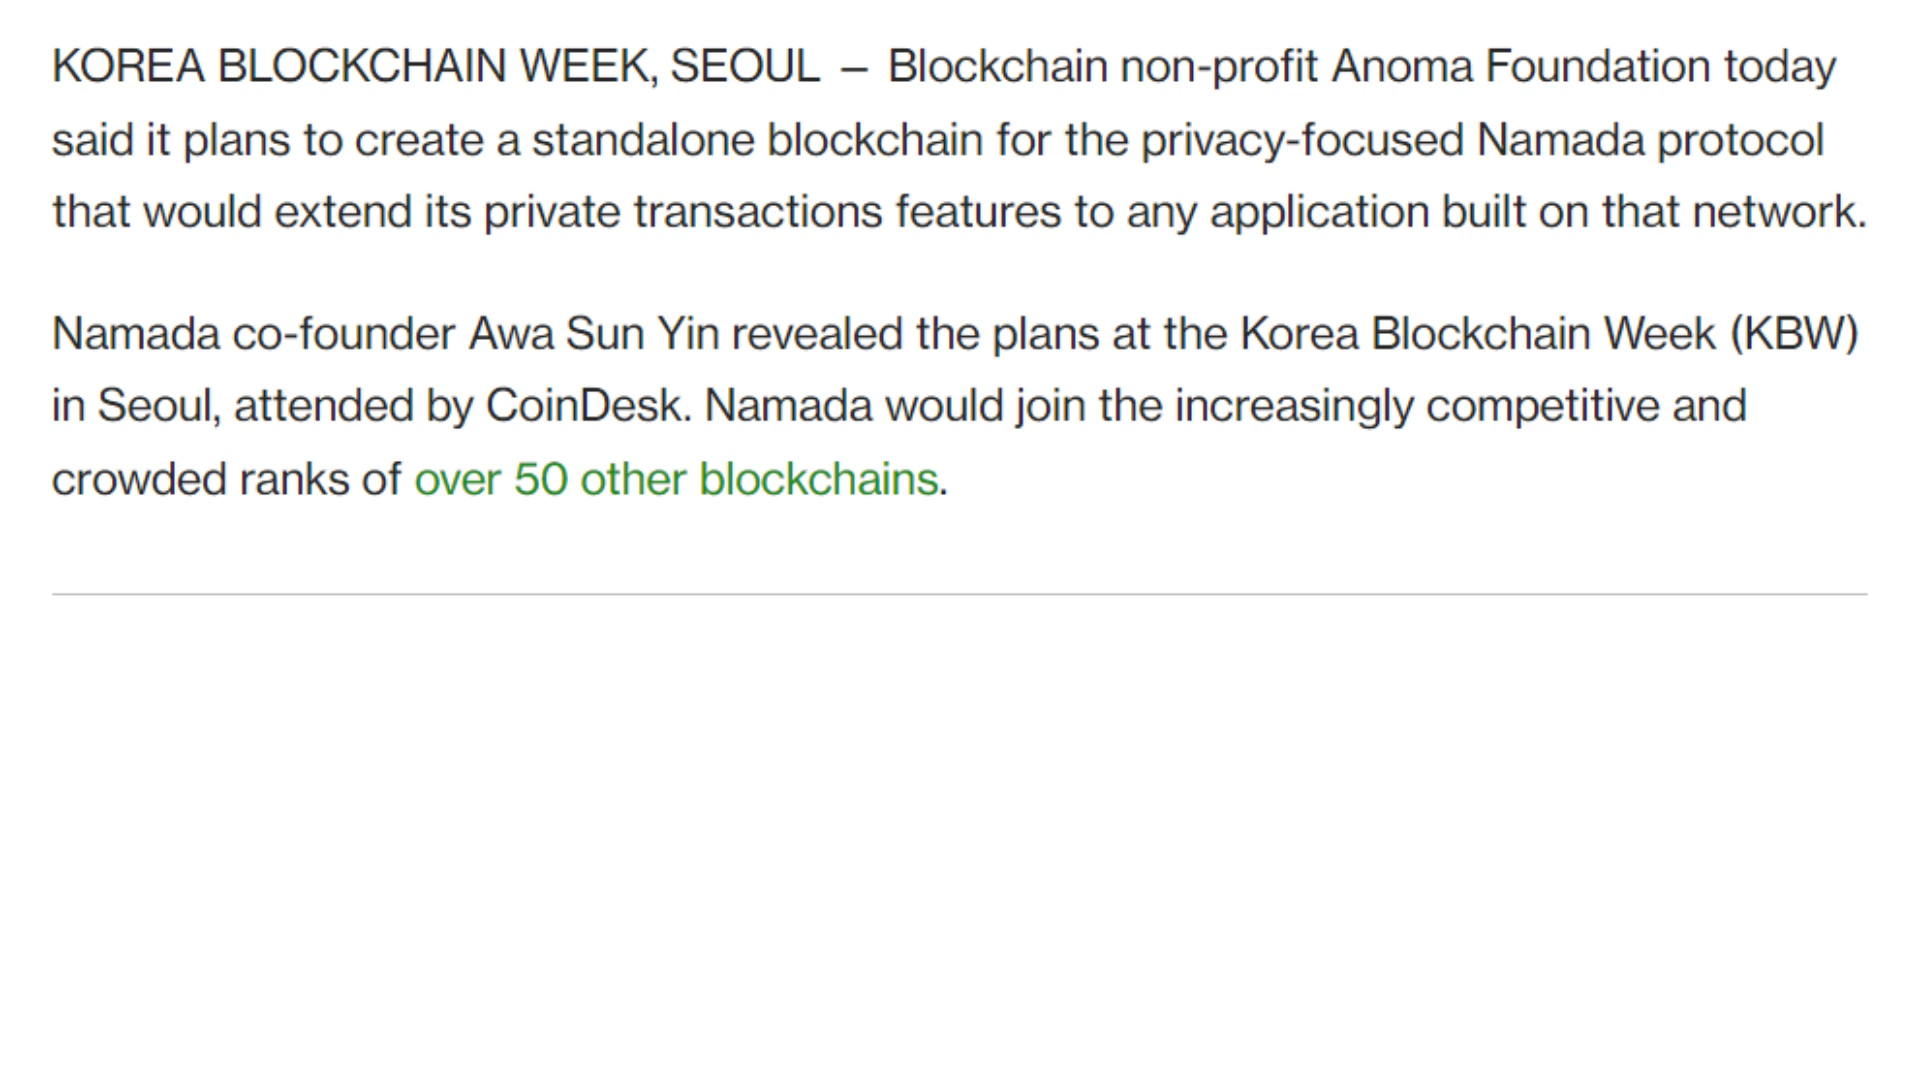 KOREA BLOCKCHAIN WEEK, SEOUL – Blockchain non-profit Anoma Foundation today
said it plans to create a standalone blockchain for the privacy-focused Namada protocol
that would extend its private transactions features to any application built on that network.
Namada co-founder Awa Sun Yin revealed the plans at the Korea Blockchain Week (KBW)
in Seoul, attended by CoinDesk. Namada would join the increasingly competitive and
crowded ranks of over 50 other blockchains.